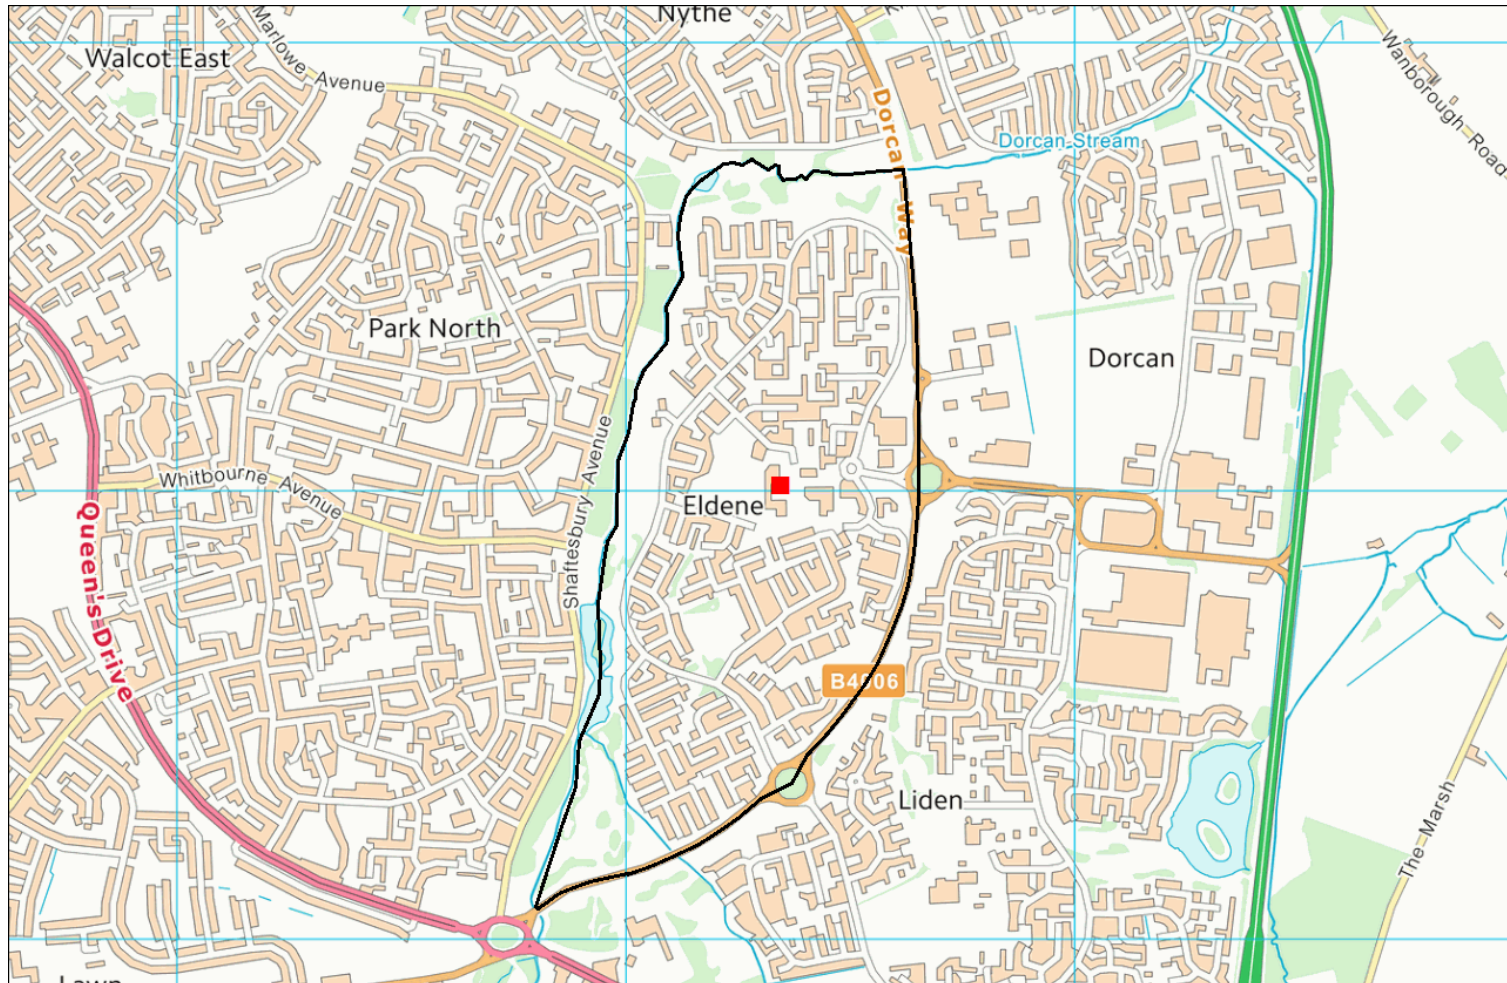 Nythe
Walcot East
Marlowe Avenue
Wanborough Road
Dorcan Way
Dorcan Stream
Park North
Dorcan
Shaftesbury Avenue
Whitbourne Avenue
Eldene
Queen's Drive
B4006
Liden
The Marsh
Lawn